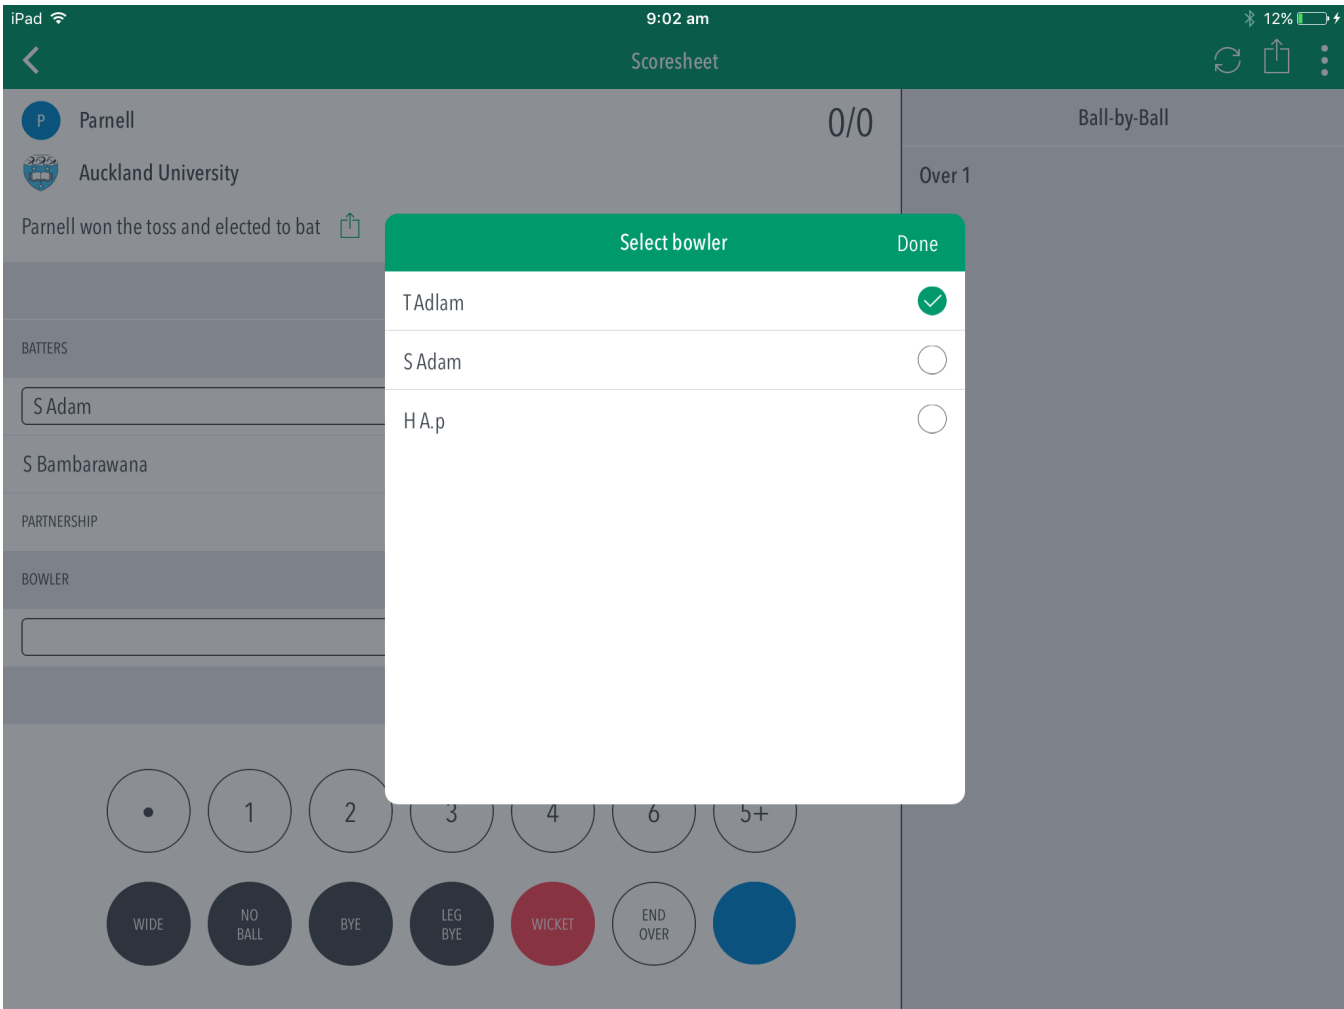 iPad 9:02 am 12%
Scoresheet
P Parnell 0/0
Auckland University
Parnell won the toss and elected to bat
Ball-by-Ball
Over 1
Select bowler Done
T Adlam
S Adam
H A.p
BATTERS
S Adam
S Bambarawana
PARTNERSHIP
BOWLER
1 2 3 4 6 5+
WIDE
NO
BALL
BYE
LEG
BYE
WICKET
END
OVER